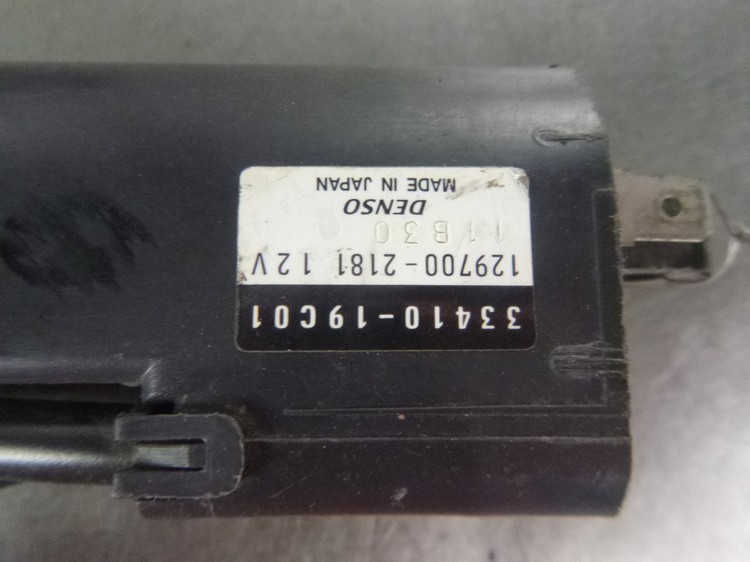 33410-19C01
129700-2181 12V
11B30
DENSO
MADE IN JAPAN